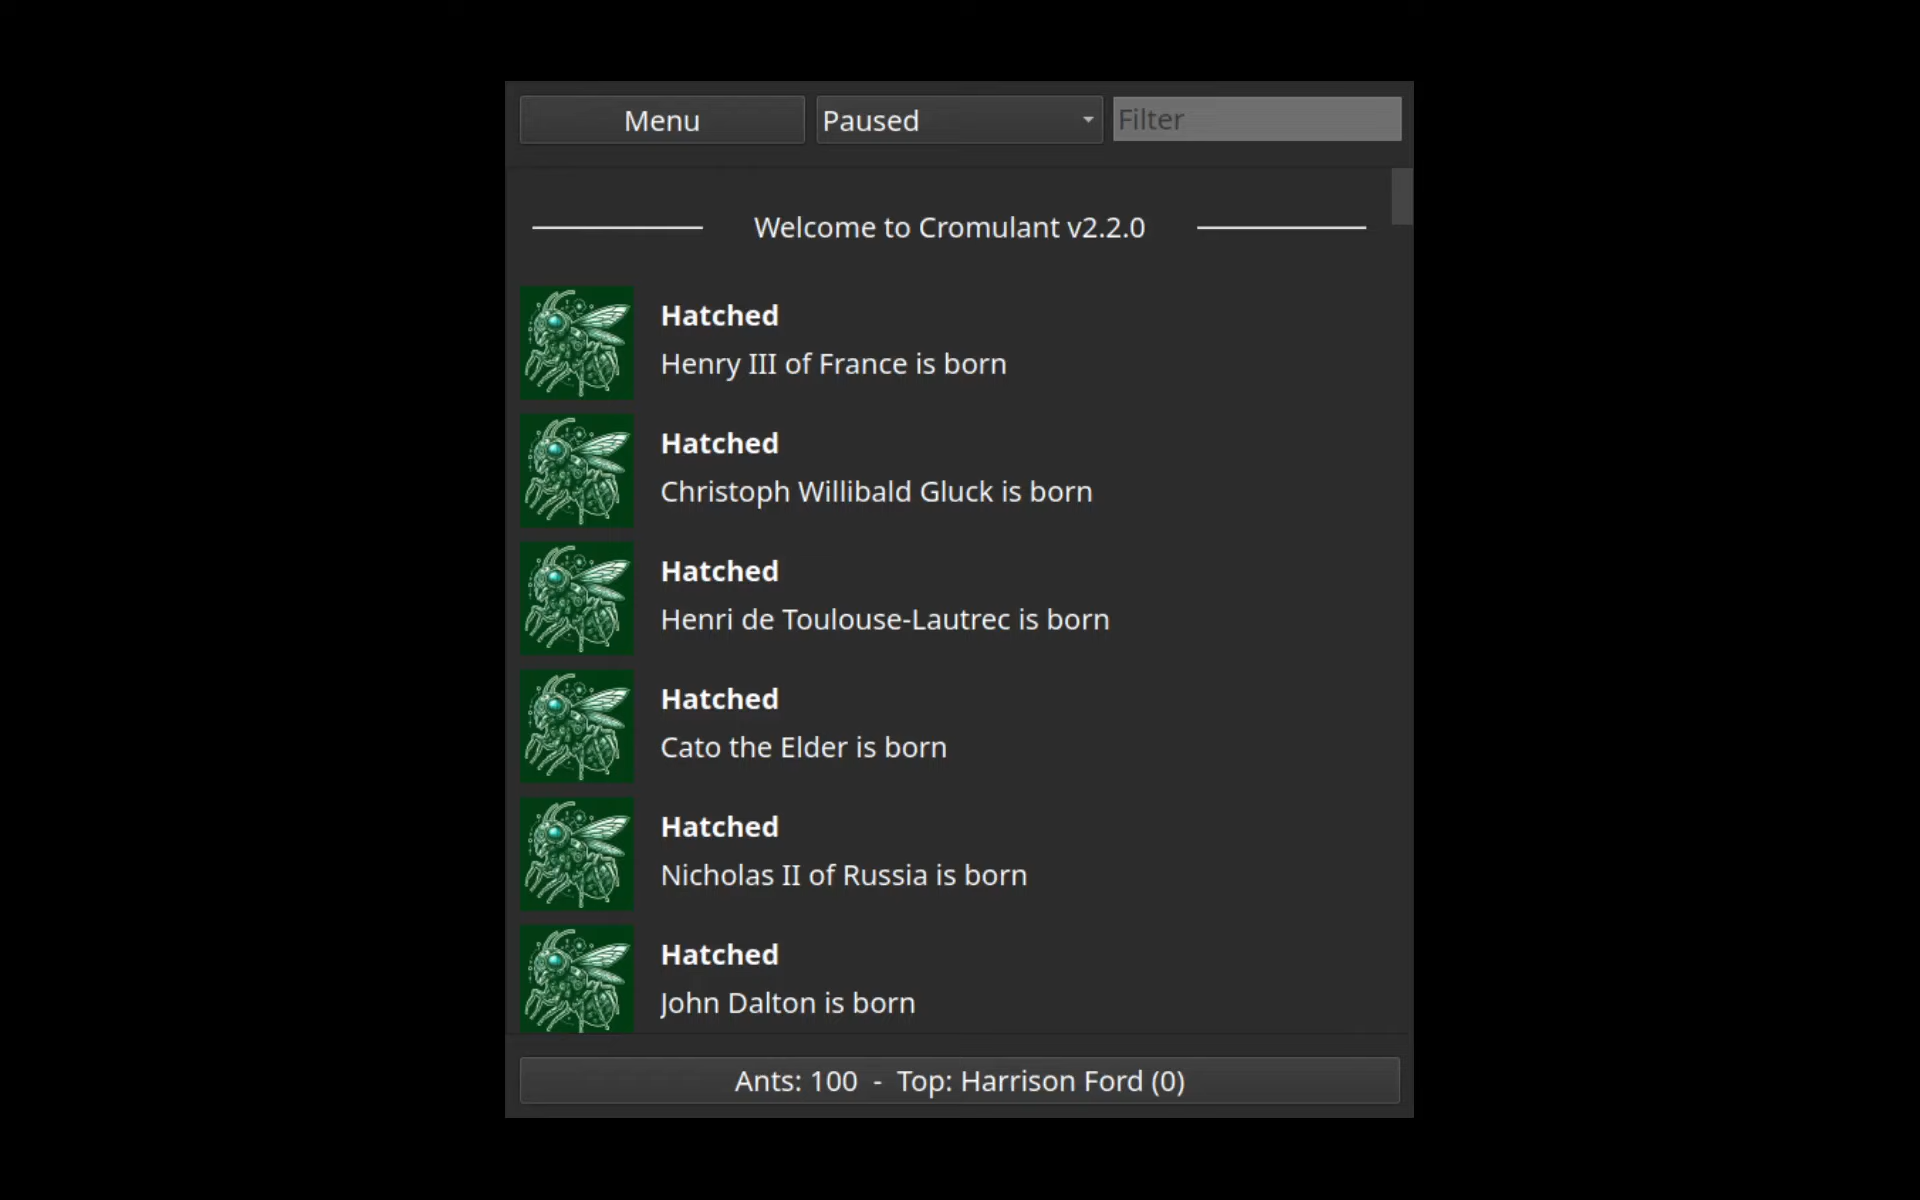 Menu
Paused
Filter
Welcome to Cromulant v2.2.0
Hatched
Henry III of France is born
Hatched
Christoph Willibald Gluck is born
Hatched
Henri de Toulouse-Lautrec is born
Hatched
Cato the Elder is born
Hatched
Nicholas II of Russia is born
Hatched
John Dalton is born
Ants: 100 - Top: Harrison Ford (0)